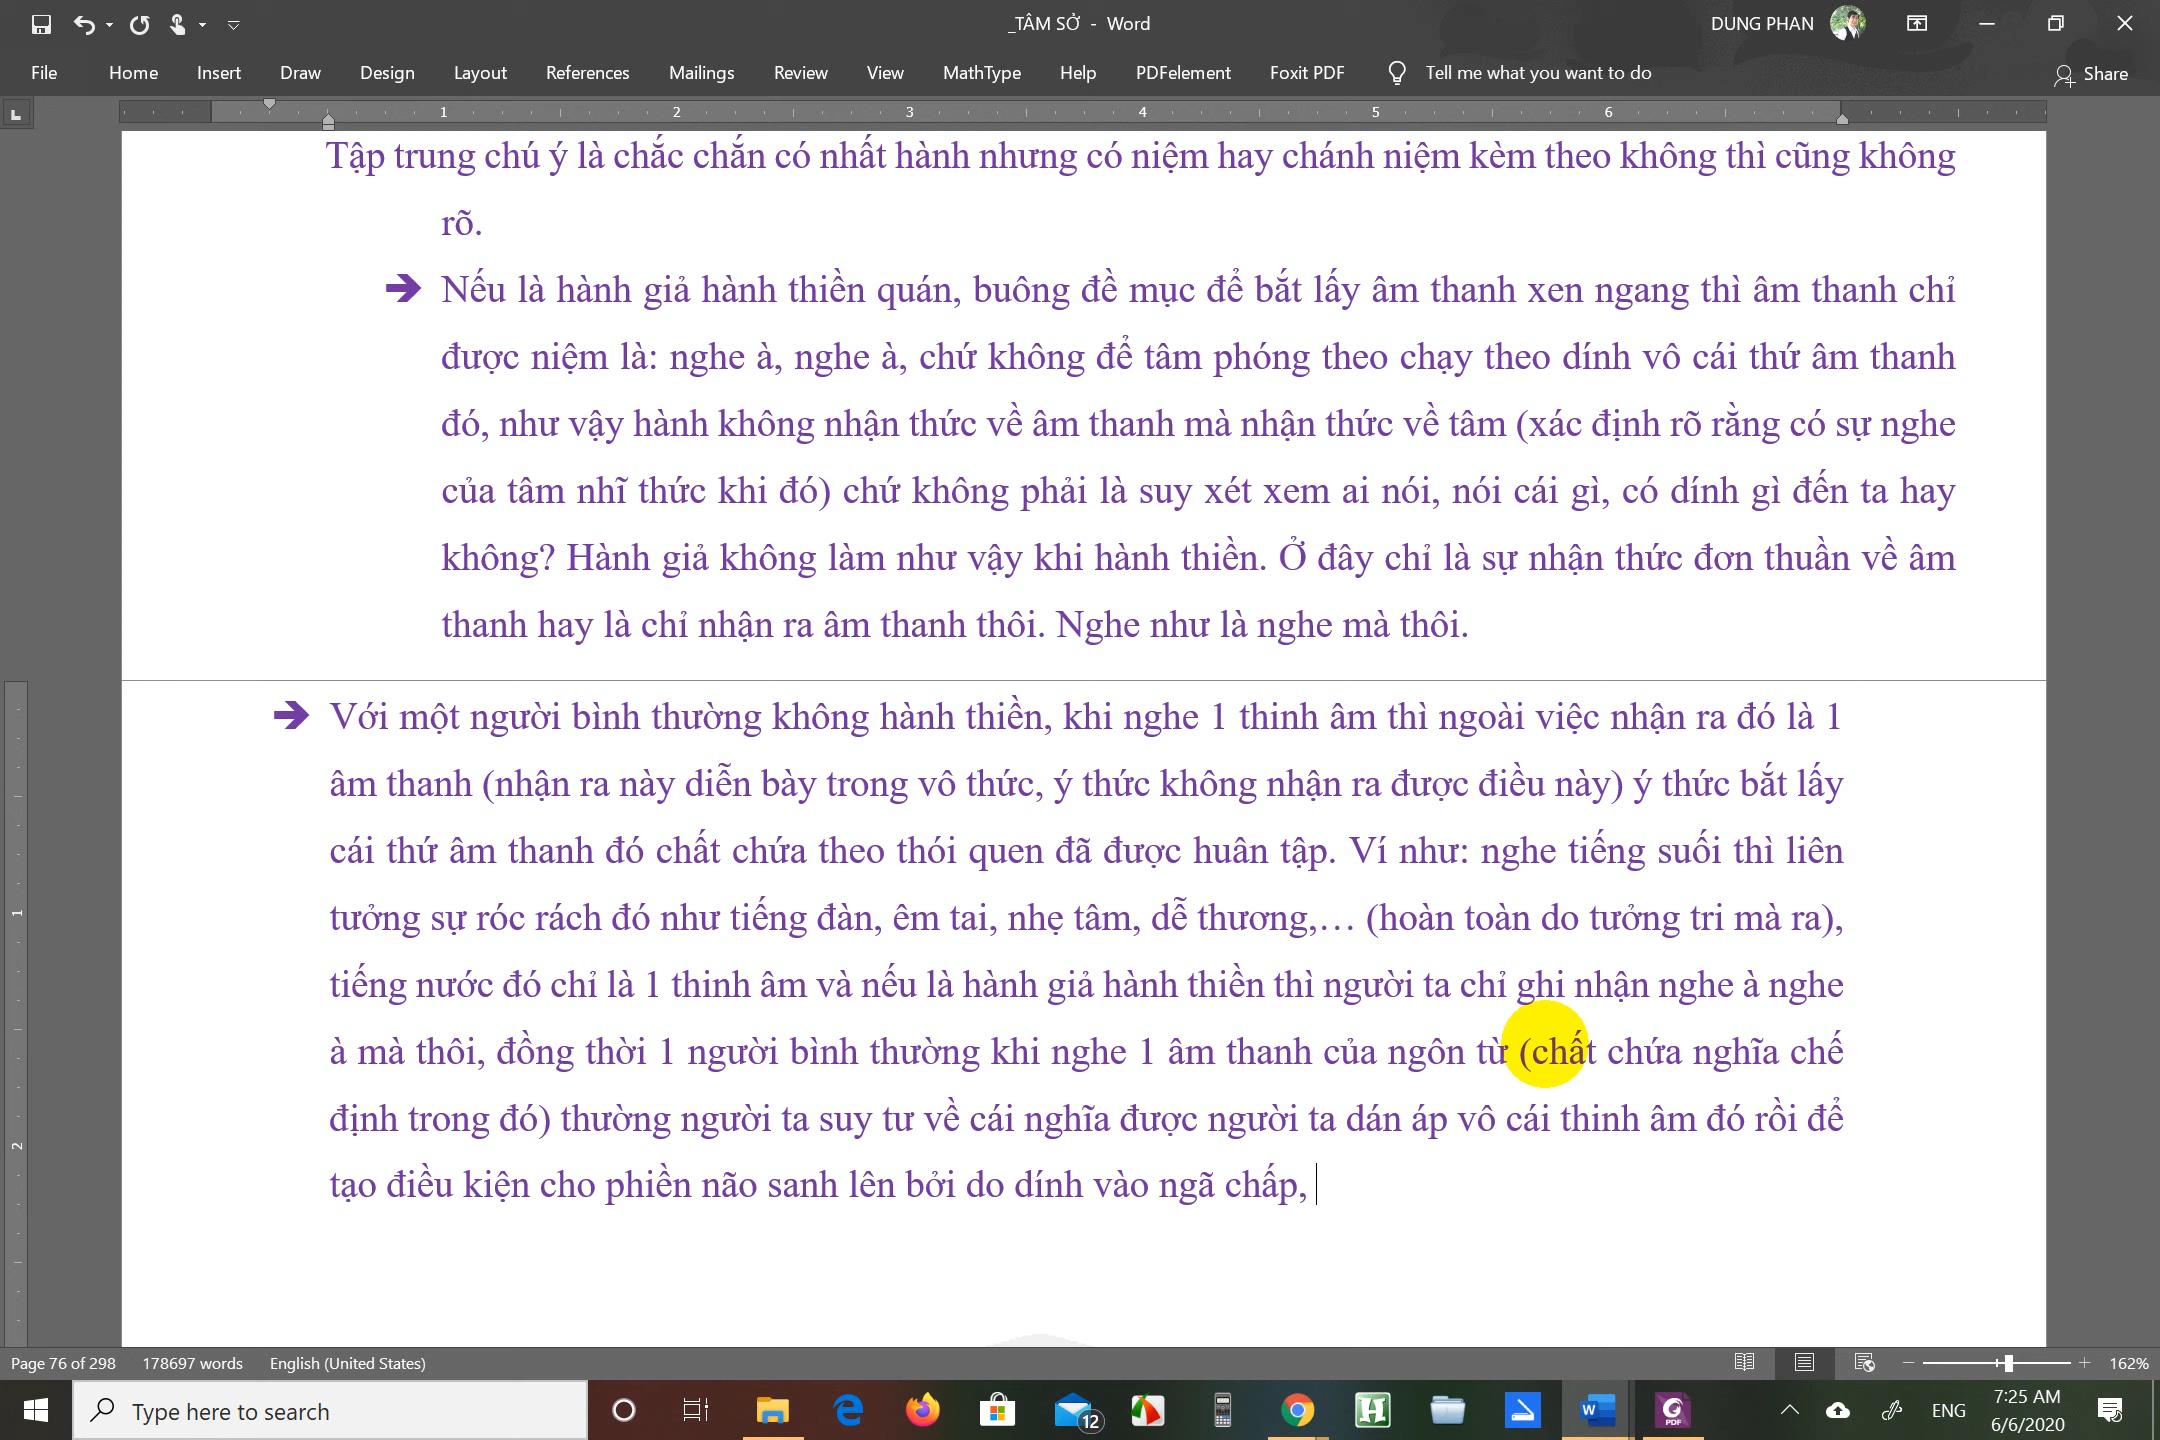 _TÂM SỞ - Word
DUNG PHAN
File Home Insert Draw Design Layout References Mailings Review View MathType Help PDFelement Foxit PDF Tell me what you want to do Share
1 2 3 4 5 6
Tập trung chú ý là chắc chắn có nhất hành nhưng có niệm hay chánh niệm kèm theo không thì cũng không
rõ.
➔ Nếu là hành giả hành thiền quán, buông đề mục để bắt lấy âm thanh xen ngang thì âm thanh chỉ
được niệm là: nghe à, nghe à, chứ không để tâm phóng theo chạy theo dính vô cái thứ âm thanh
đó, như vậy hành không nhận thức về âm thanh mà nhận thức về tâm (xác định rõ rằng có sự nghe
của tâm nhĩ thức khi đó) chứ không phải là suy xét xem ai nói, nói cái gì, có dính gì đến ta hay
không? Hành giả không làm như vậy khi hành thiền. Ở đây chỉ là sự nhận thức đơn thuần về âm
thanh hay là chỉ nhận ra âm thanh thôi. Nghe như là nghe mà thôi.
➔ Với một người bình thường không hành thiền, khi nghe 1 thinh âm thì ngoài việc nhận ra đó là 1
âm thanh (nhận ra này diễn bày trong vô thức, ý thức không nhận ra được điều này) ý thức bắt lấy
cái thứ âm thanh đó chất chứa theo thói quen đã được huân tập. Ví như: nghe tiếng suối thì liên
tưởng sự róc rách đó như tiếng đàn, êm tai, nhẹ tâm, dễ thương,… (hoàn toàn do tưởng tri mà ra),
tiếng nước đó chỉ là 1 thinh âm và nếu là hành giả hành thiền thì người ta chỉ ghi nhận nghe à nghe
à mà thôi, đồng thời 1 người bình thường khi nghe 1 âm thanh của ngôn từ (chất chứa nghĩa chế
định trong đó) thường người ta suy tư về cái nghĩa được người ta dán áp vô cái thinh âm đó rồi để
tạo điều kiện cho phiền não sanh lên bởi do dính vào ngã chấp,
1
2
Page 76 of 298 178697 words English (United States) 162%
Type here to search
12
ENG
7:25 AM
6/6/2020